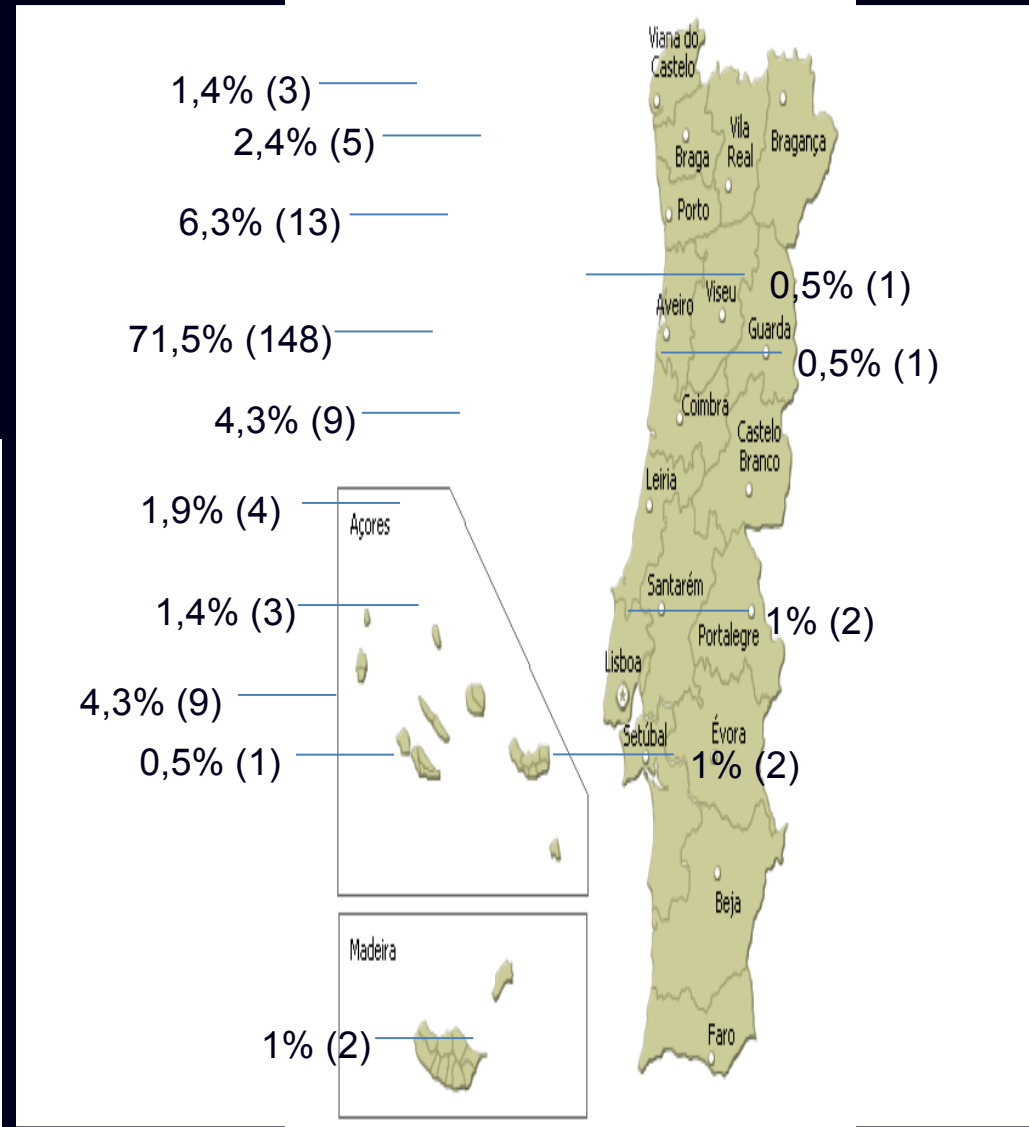 Viana do
Castelo
1,4% (3)
2,4% (5)
Braga
Vila
Real
Bragança
6,3% (13)
Porto
0,5% (1)
Aveiro
Viseu
71,5% (148)
Guarda
0,5% (1)
4,3% (9)
Coimbra
Castelo
Branco
Leiria
1,9% (4)
Açores
Santarém
1,4% (3)
1% (2)
Portalegre
Lisboa
4,3% (9)
Setúbal
Évora
0,5% (1)
1% (2)
Beja
Madeira
1% (2)
Faro